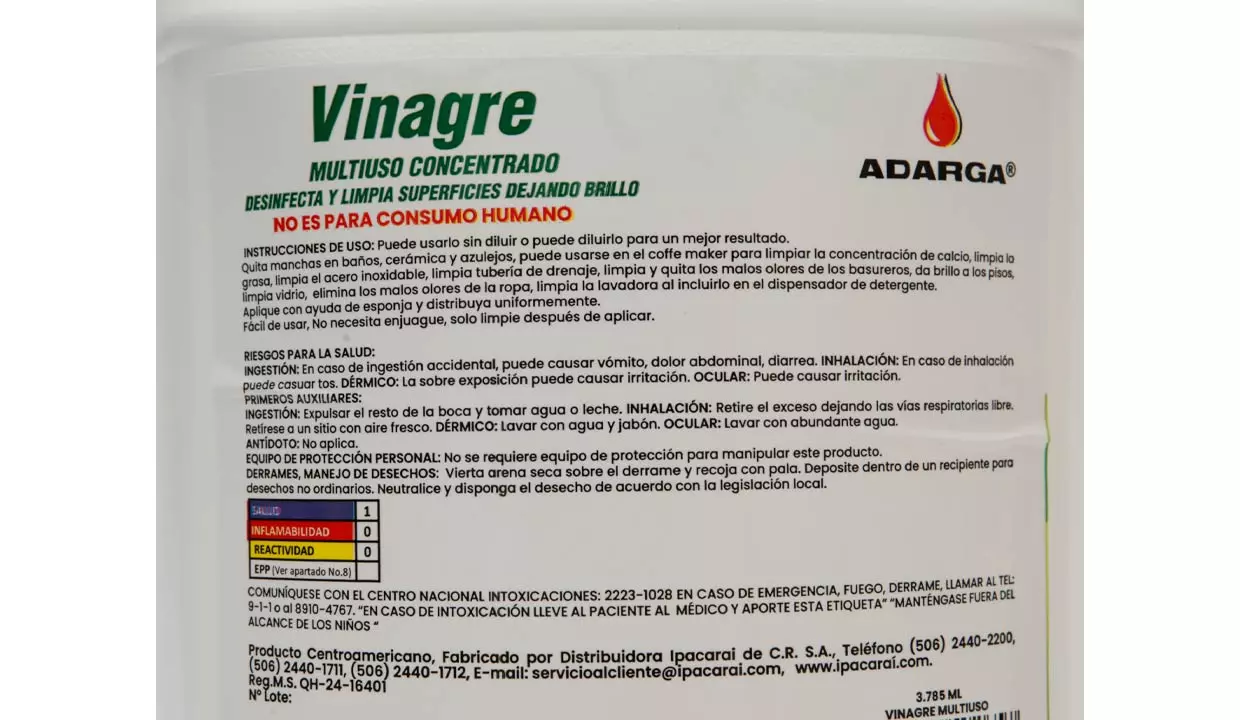 Vinagre
ADARGA®
MULTIUSO CONCENTRADO
DESINFECTA Y LIMPIA SUPERFICIES DEJANDO BRILLO
NO ES PARA CONSUMO HUMANO
INSTRUCCIONES DE USO: Puede usarlo sin diluir o puede diluirlo para un mejor resultado.
Quita manchas en baños, cerámica y azulejos, puede usarse en el coffe maker para limpiar la concentración de calcio, limpia la
grasa, limpia el acero inoxidable, limpia tubería de drenaje, limpia y quita los malos olores de los basureros, da brillo a los pisos,
limpia vidrio, elimina los malos olores de la ropa, limpia la lavadora al incluirlo en el dispensador de detergente.
Aplique con ayuda de esponja y distribuya uniformemente.
Fácil de usar, No necesita enjuague, solo limpie después de aplicar.
RIESGOS PARA LA SALUD:
INGESTIÓN: En caso de ingestión accidental, puede causar vómito, dolor abdominal, diarrea. INHALACIÓN: En caso de inhalación
puede casuar tos. DÉRMICO: La sobre exposición puede causar irritación. OCULAR: Puede causar irritación.
PRIMEROS AUXILIARES:
INGESTIÓN: Expulsar el resto de la boca y tomar agua o leche. INHALACIÓN: Retire el exceso dejando las vías respiratorias libre.
Retírese a un sitio con aire fresco. DÉRMICO: Lavar con agua y jabón. OCULAR: Lavar con abundante agua.
ANTÍDOTO: No aplica.
EQUIPO DE PROTECCIÓN PERSONAL: No se requiere equipo de protección para manipular este producto.
DERRAMES, MANEJO DE DESECHOS: Vierta arena seca sobre el derrame y recoja con pala. Deposite dentro de un recipiente para
desechos no ordinarios. Neutralice y disponga el desecho de acuerdo con la legislación local.
SALUD 1
INFLAMABILIDAD 0
REACTIVIDAD 0
EPP (Ver apartado No.8)
COMUNÍQUESE CON EL CENTRO NACIONAL INTOXICACIONES: 2223-1028 EN CASO DE EMERGENCIA, FUEGO, DERRAME, LLAMAR AL TEL:
9-1-1 o al 8910-4767. "EN CASO DE INTOXICACIÓN LLEVE AL PACIENTE AL MÉDICO Y APORTE ESTA ETIQUETA" "MANTÉNGASE FUERA DEL
ALCANCE DE LOS NIÑOS "
Producto Centroamericano, Fabricado por Distribuidora Ipacarai de C.R. S.A., Teléfono (506) 2440-2200,
(506) 2440-1711, (506) 2440-1712, E-mail: servicioalcliente@ipacarai.com, www.ipacaraí.com.
Reg.M.S. QH-24-16401
N° Lote:
3.785 ML
VINAGRE MULTIUSO